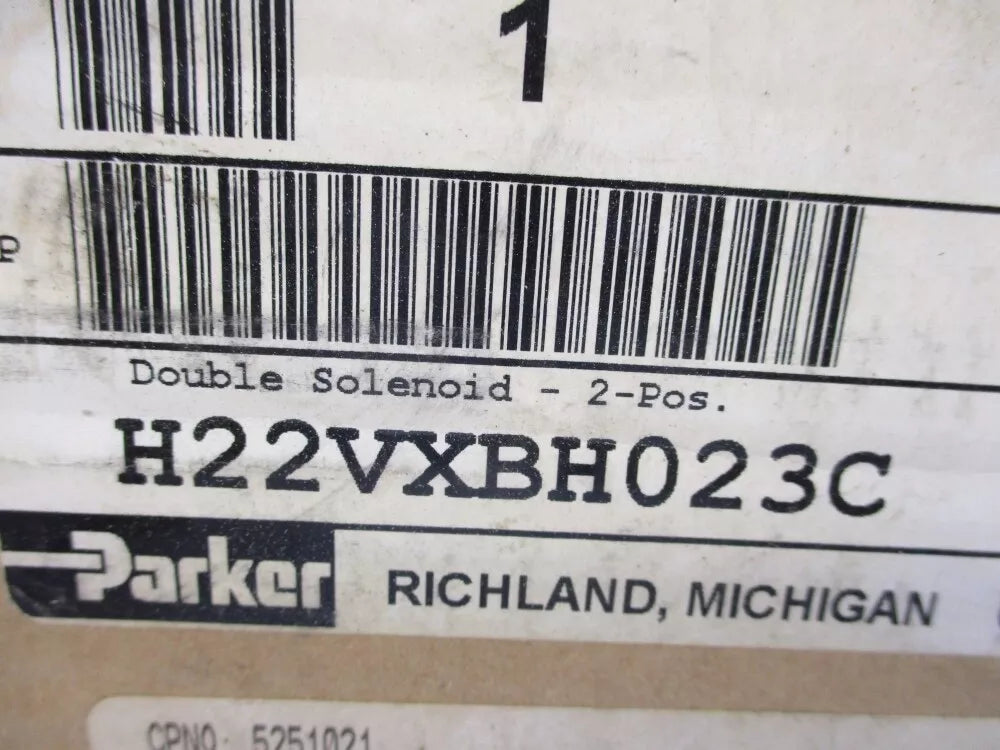 1
P
Double Solenoid - 2-Pos.
H22VXBH023C
Parker RICHLAND, MICHIGAN
CPNO: 5251021